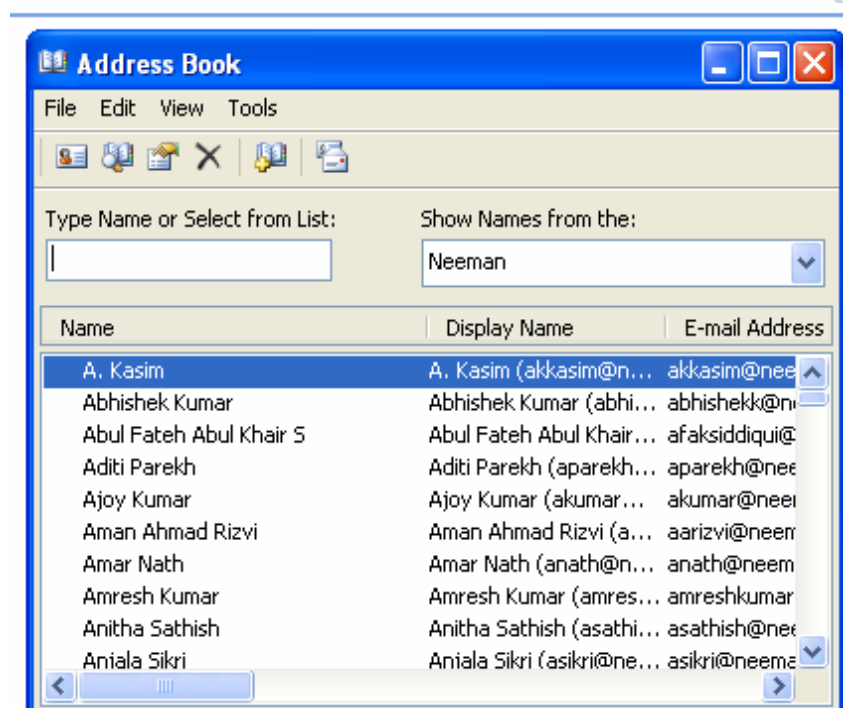 Address Book
File Edit View Tools
Type Name or Select from List: Show Names from the:
Neeman
Name Display Name E-mail Address
A. Kasim A. Kasim (akkasim@n... akkasim@nee
Abhishek Kumar Abhishek Kumar (abhi... abhishekk@n
Abul Fateh Abul Khair S Abul Fateh Abul Khair... afaksiddiqui@
Aditi Parekh Aditi Parekh (aparekh... aparekh@nee
Ajoy Kumar Ajoy Kumar (akumar... akumar@nee
Aman Ahmad Rizvi Aman Ahmad Rizvi (a... aarizvi@neem
Amar Nath Amar Nath (anath@n... anath@neem
Amresh Kumar Amresh Kumar (amres... amreshkumar
Anitha Sathish Anitha Sathish (asathi... asathish@nee
Anjala Sikri Anjala Sikri (asikri@ne... asikri@neema